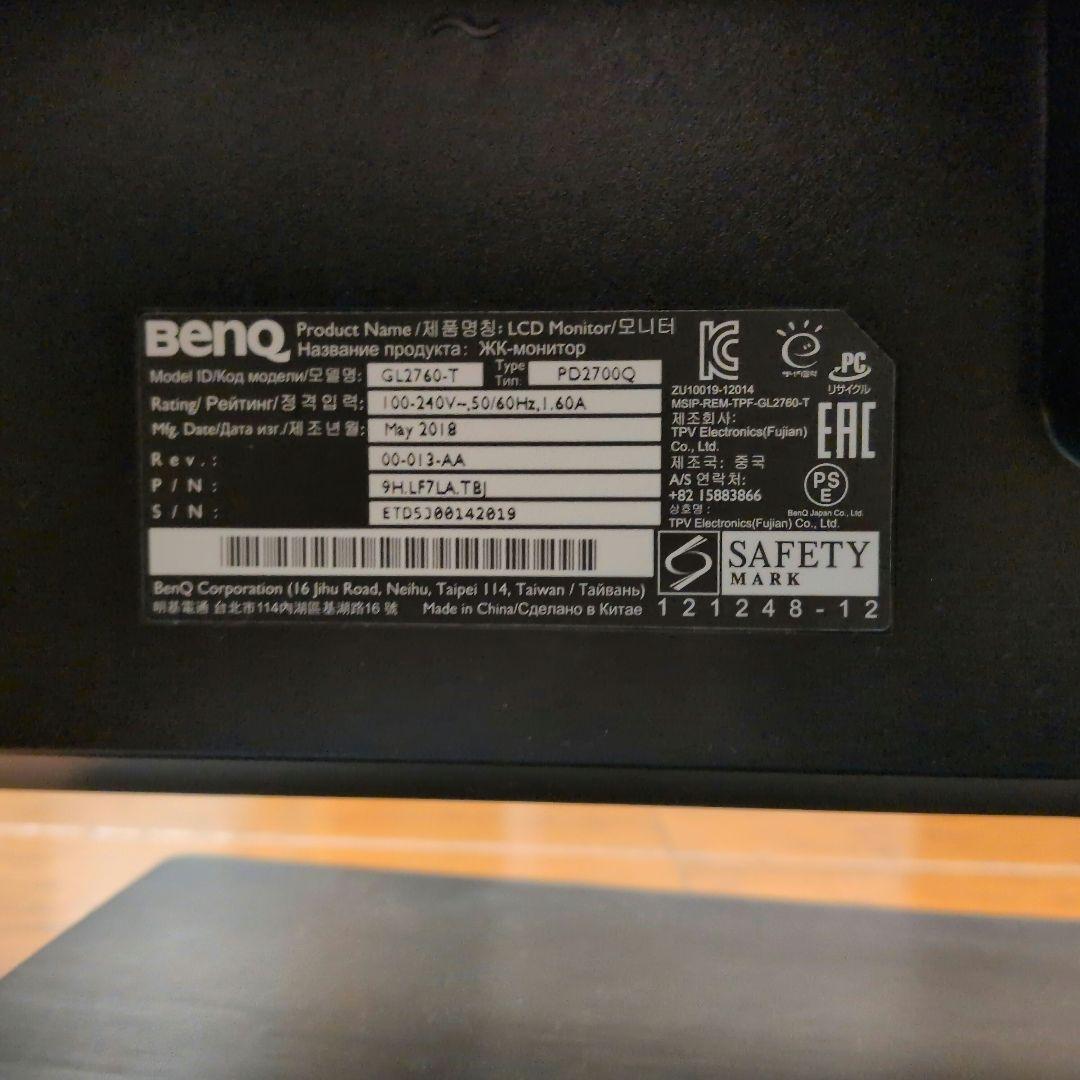 BenQ
Product Name /제품명칭: LCD Monitor/모니터
Название продукта: ЖК-монитор
Model ID/Код модели/모델명: GL2760-T Type Тип: PD2700Q
Rating/ Рейтинг/정격입력: 100-240V~,50/60Hz,1.60A
Mfg. Date/Дата изг./제조년월: May 2018
Rev.: 00-013-AA
P/N: 9H.LF7LA.TBJ
S/N: ETD5J00142019
BenQ Corporation (16 Jihu Road, Neihu, Taipei 114, Taiwan / Тайвань)
明基電通 台北市114內湖區基湖路16 號 Made in China/Сделано в Китае
에너지절약
PC
リサイクル
ZU10019-12014
MSIP-REM-TPF-GL2760-T
제조회사:
TPV Electronics(Fujian)
Co., Ltd.
제조국: 중국
A/S 연락처:
+82 15883866
상호명 :
TPV Electronics(Fujian) Co., Ltd.
EAC
PS
E
BenQ Japan Co., Ltd.
SAFETY
MARK
121248-12